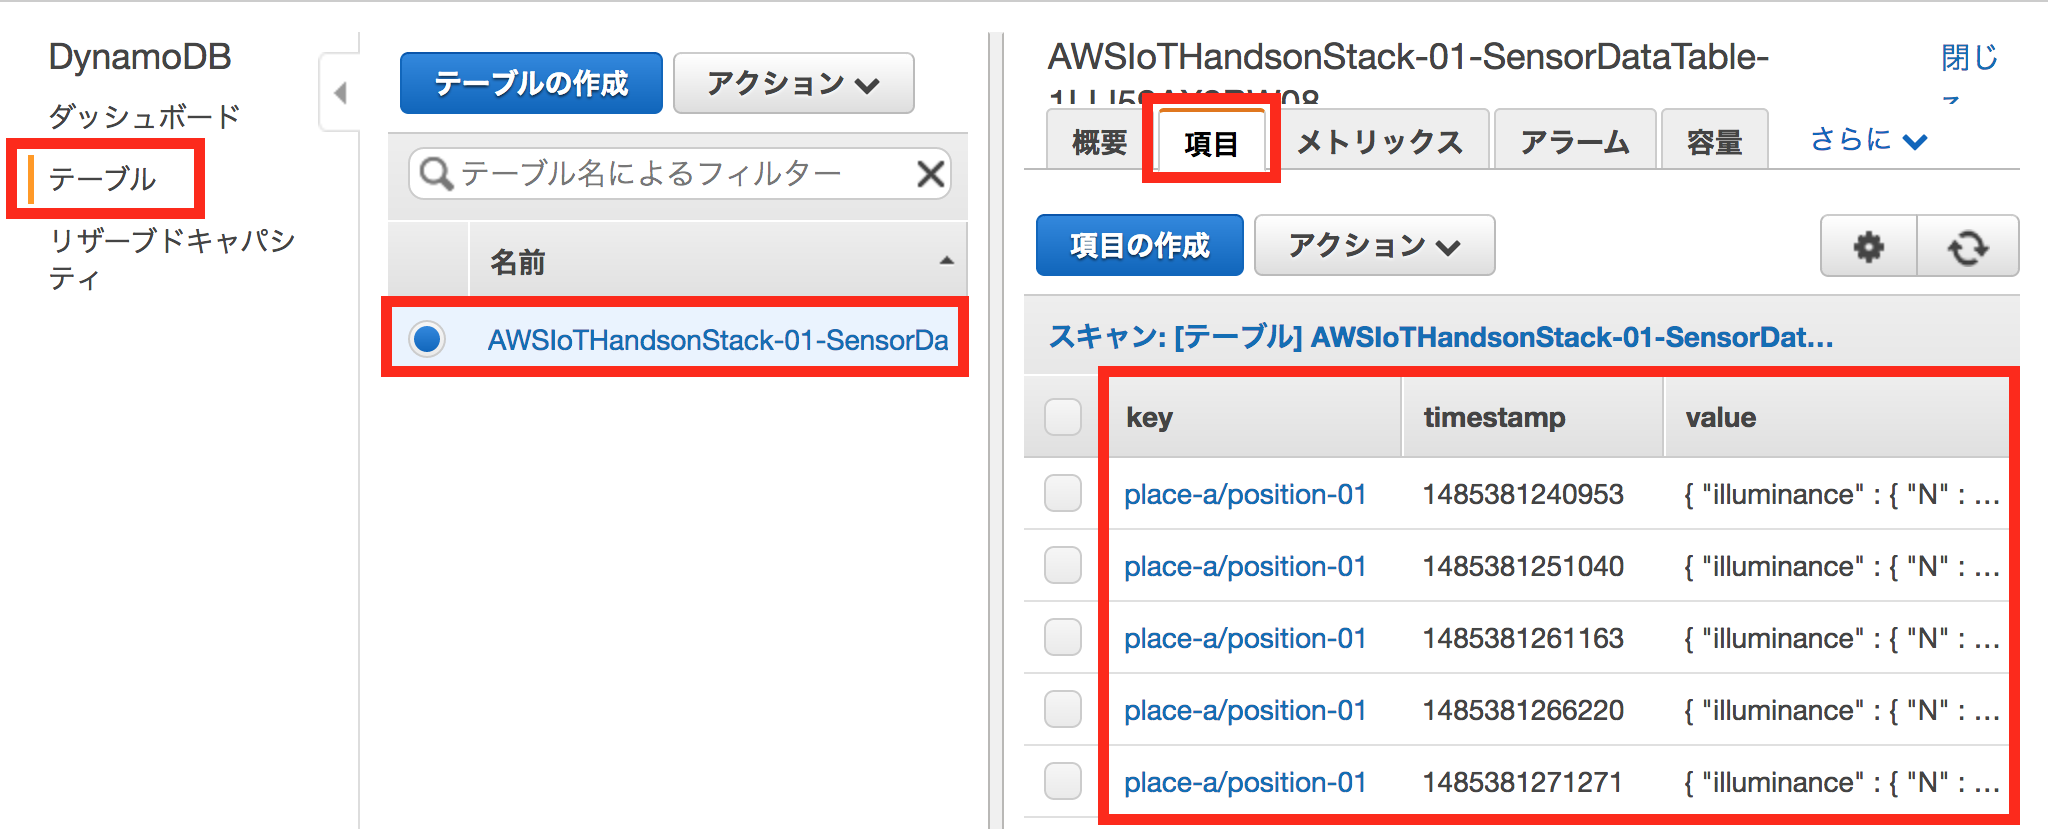 DynamoDB
ダッシュボード
テーブル
リザーブドキャパシ
ティ
テーブルの作成
アクション
テーブル名によるフィルター
名前
AWSIoTHandsonStack-01-SensorDa
AWSIoTHandsonStack-01-SensorDataTable-
閉じ
概要
項目
メトリックス
アラーム
容量
さらに
項目の作成
アクション
スキャン: [テーブル] AWSIoTHandsonStack-01-SensorDat...
key timestamp value
place-a/position-01 1485381240953 { "illuminance" : { "N" : ...
place-a/position-01 1485381251040 { "illuminance" : { "N" : ...
place-a/position-01 1485381261163 { "illuminance" : { "N" : ...
place-a/position-01 1485381266220 { "illuminance" : { "N" : ...
place-a/position-01 1485381271271 { "illuminance" : { "N" : ...